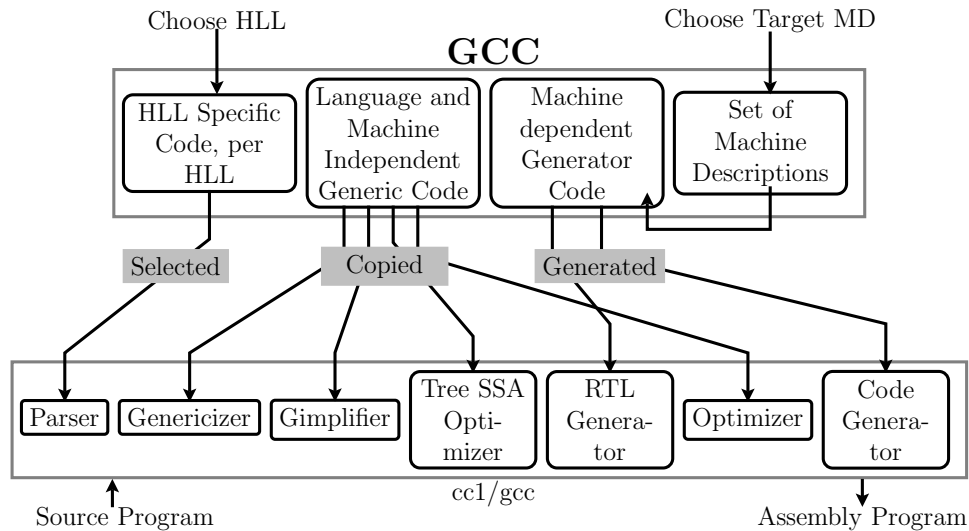 Choose HLL
Choose Target MD
GCC
HLL Specific
Code, per
HLL
Language and
Machine
Independent
Generic Code
Machine
dependent
Generator
Code
Set of
Machine
Descriptions
Selected
Copied
Generated
Parser
Genericizer
Gimplifier
Tree SSA
Opti-
mizer
RTL
Genera-
tor
Optimizer
Code
Genera-
tor
cc1/gcc
Source Program
Assembly Program